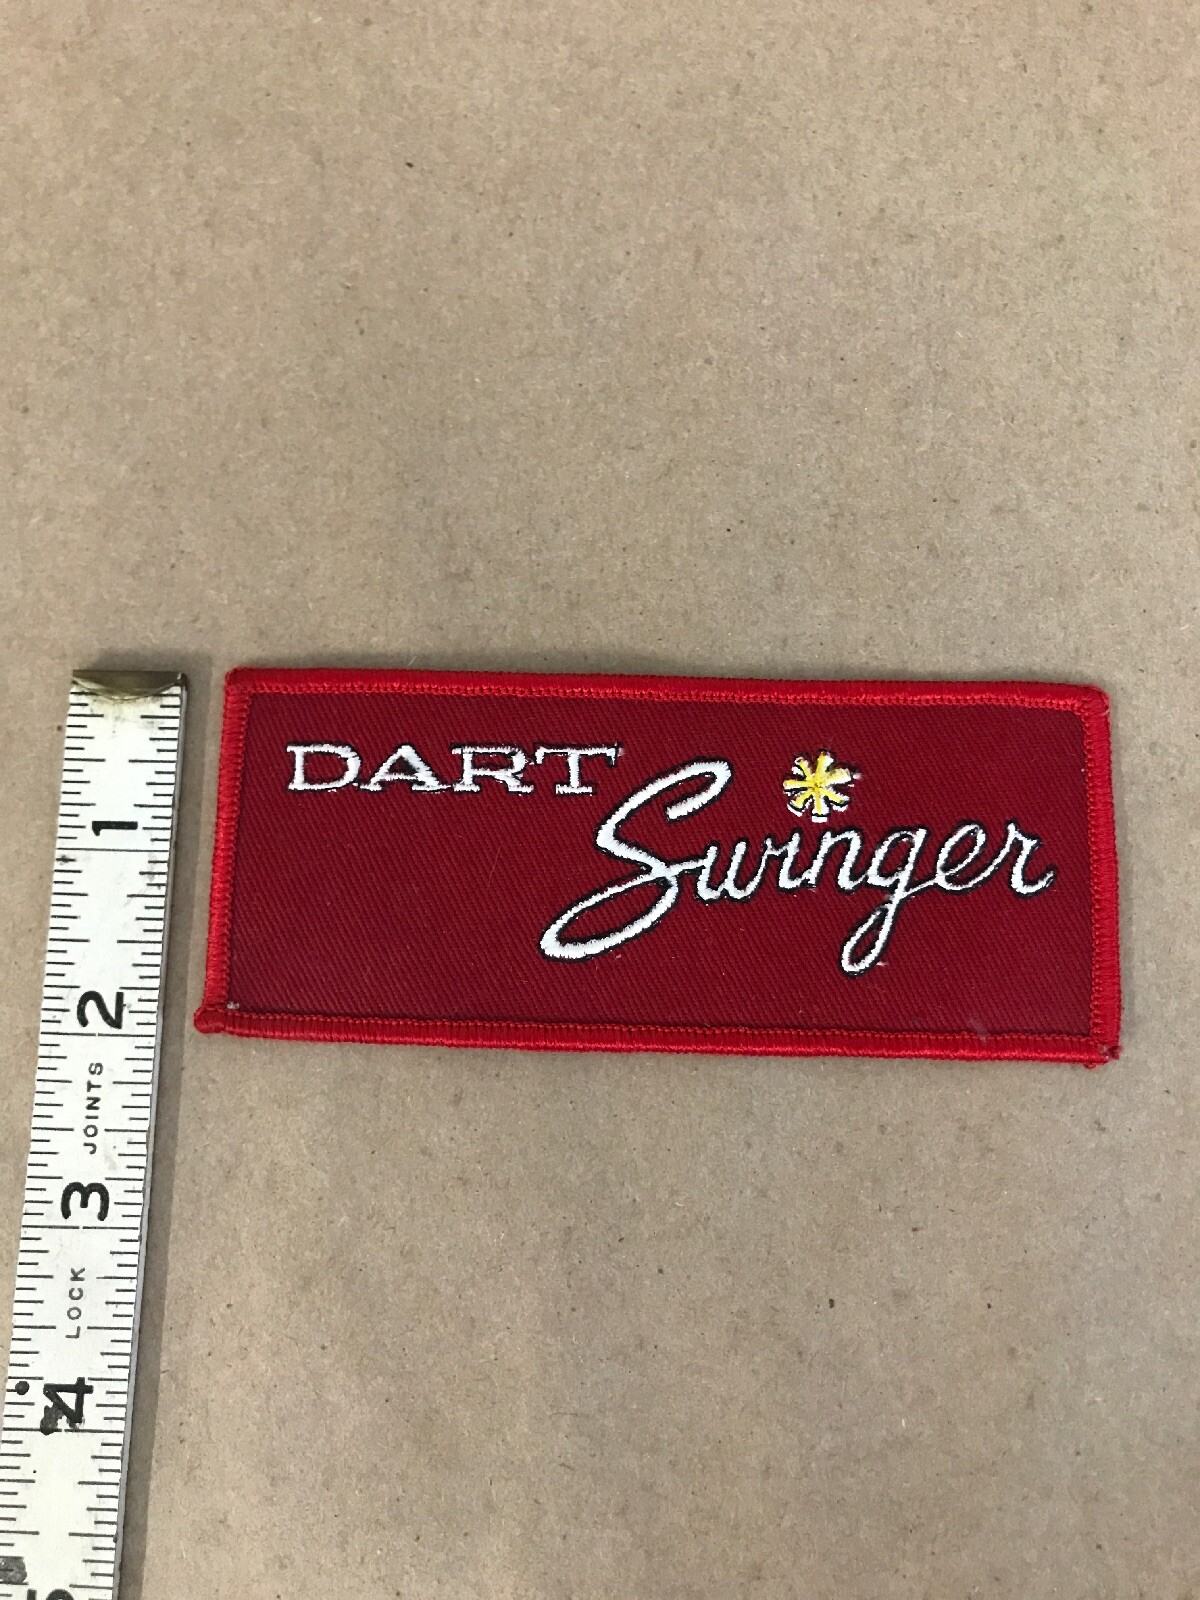 DART
Swinger
1
2
JOINTS
3
LOCK
4